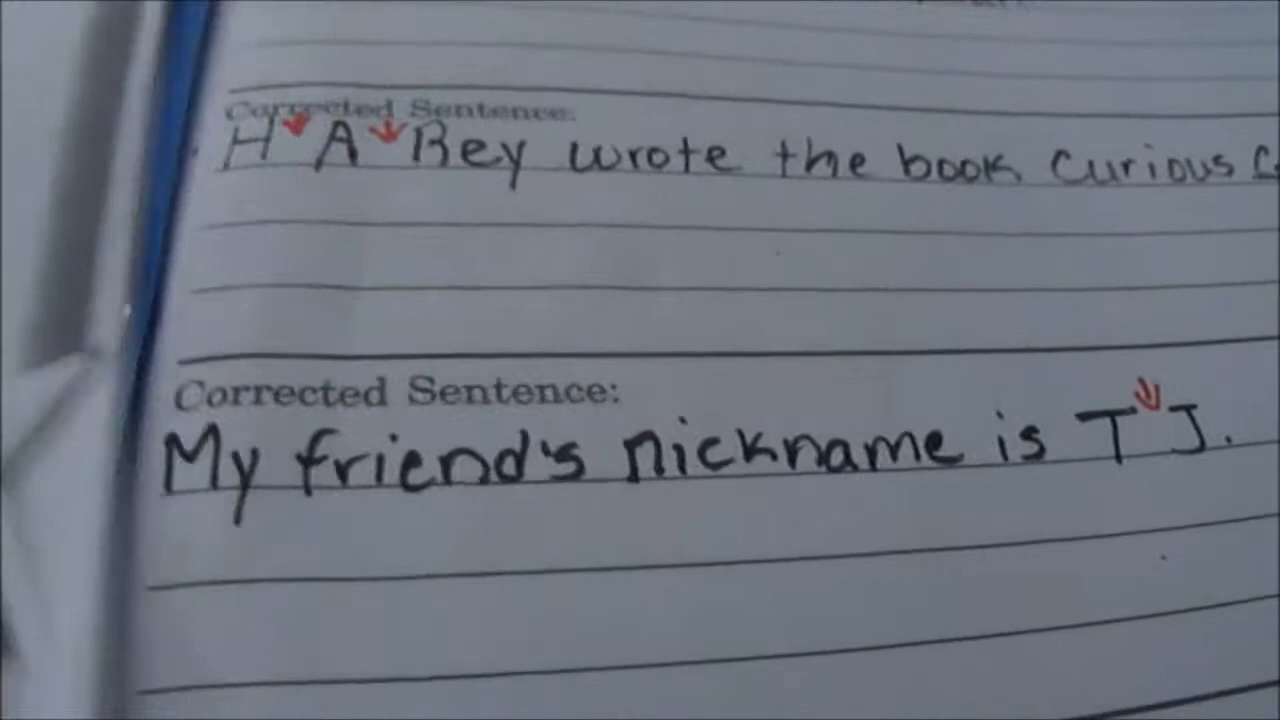 Corrected Sentence:
H A Rey wrote the book Curious
Corrected Sentence:
My friend's nickname is T J.